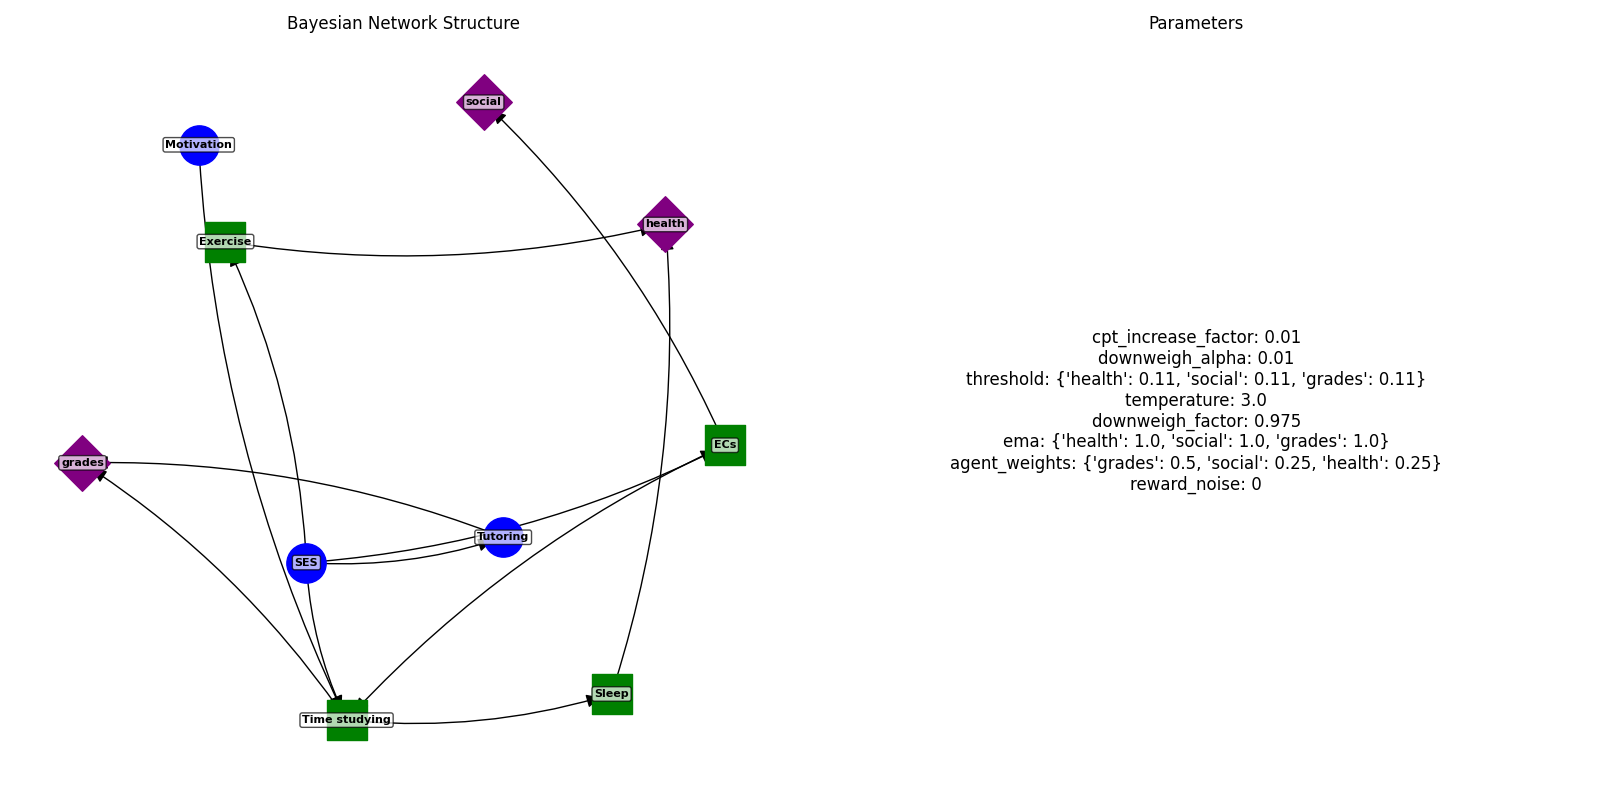 Bayesian Network Structure
social
Motivation
health
Exercise
ECs
grades
Tutoring
SES
Sleep
Time studying
Parameters
cpt_increase_factor: 0.01
downweigh_alpha: 0.01
threshold: {'health': 0.11, 'social': 0.11, 'grades': 0.11}
temperature: 3.0
downweigh_factor: 0.975
ema: {'health': 1.0, 'social': 1.0, 'grades': 1.0}
agent_weights: {'grades': 0.5, 'social': 0.25, 'health': 0.25}
reward_noise: 0